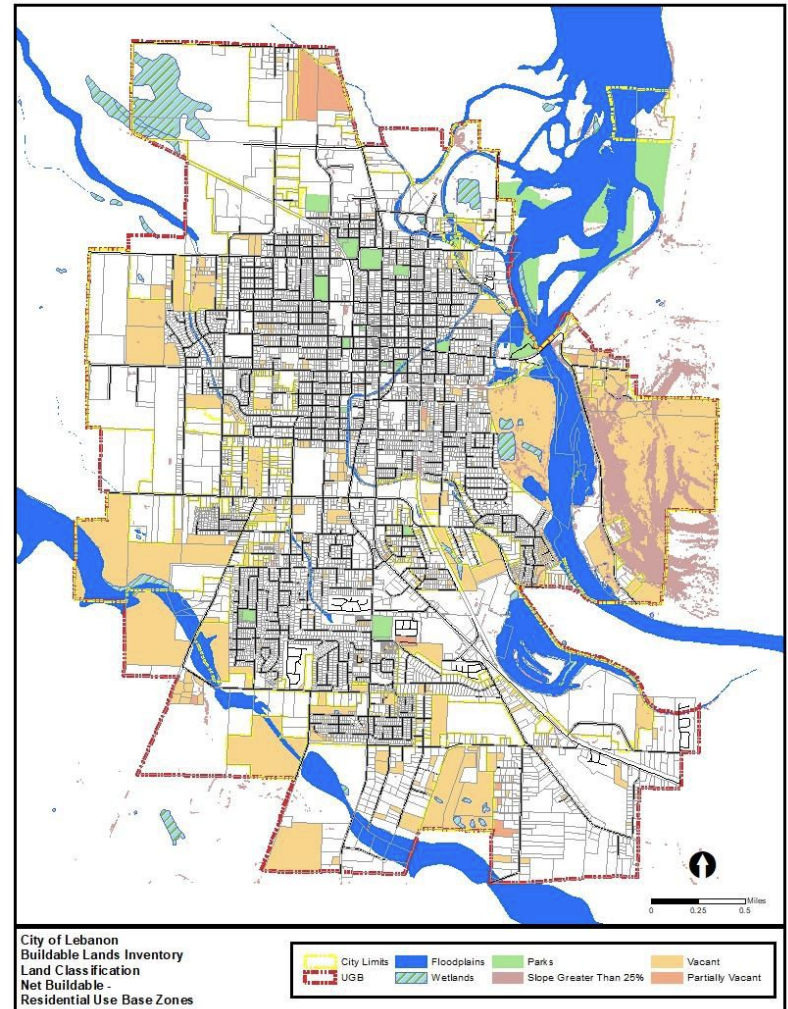 Miles
0 0.25 0.5
City of Lebanon
Buildable Lands Inventory
Land Classification
Net Buildable -
Residential Use Base Zones
City Limits Floodplains Parks Vacant
UGB Wetlands Slope Greater Than 25% Partially Vacant